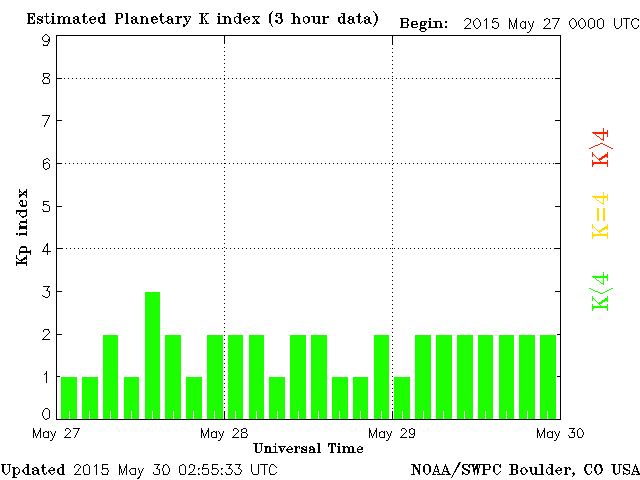 Estimated Planetary K index (3 hour data) Begin: 2015 May 27 0000 UTC
9
8
7
6
5
4
3
2
1
0
Kp index
K>4
K=4
K<4
May 27 May 28 May 29 May 30
Universal Time
Updated 2015 May 30 02:55:33 UTC NOAA/SWPC Boulder, CO USA